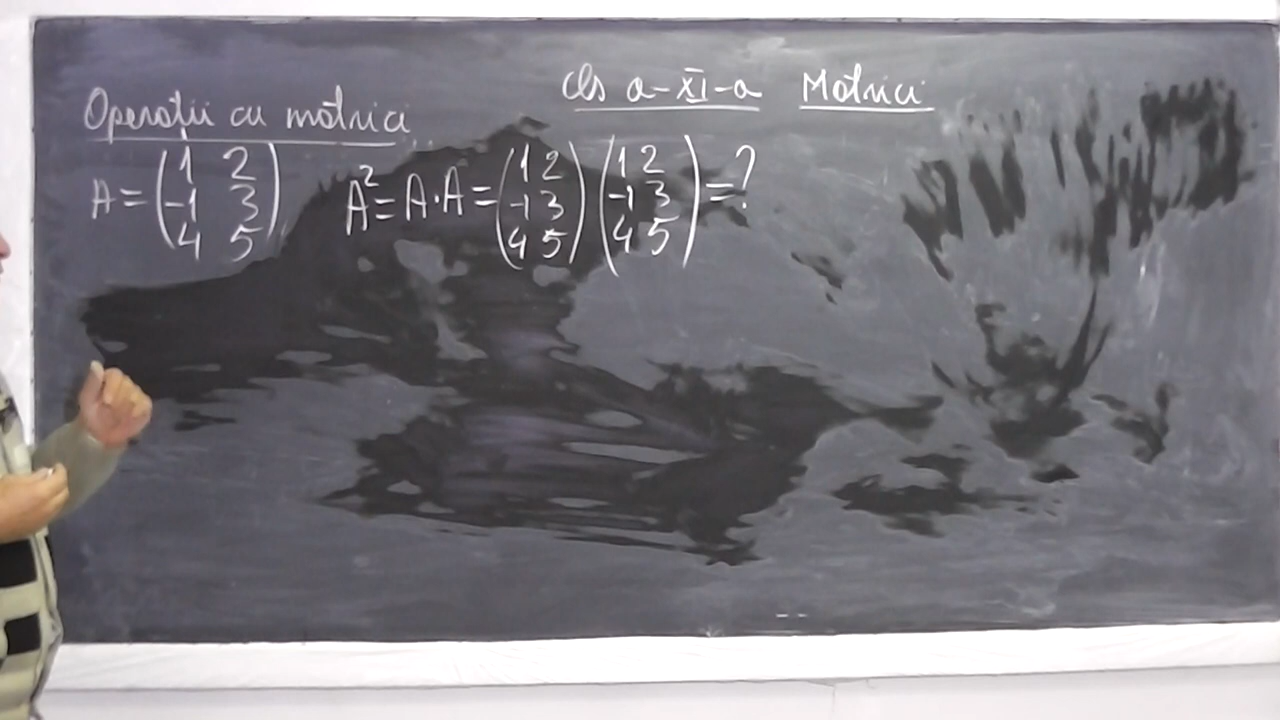 cls a-XI-a Matrici
Operații cu matrici
A = (1 2
-1 3
4 5) A² = A·A = (1 2
-1 3
4 5) (1 2
-1 3
4 5) = ?